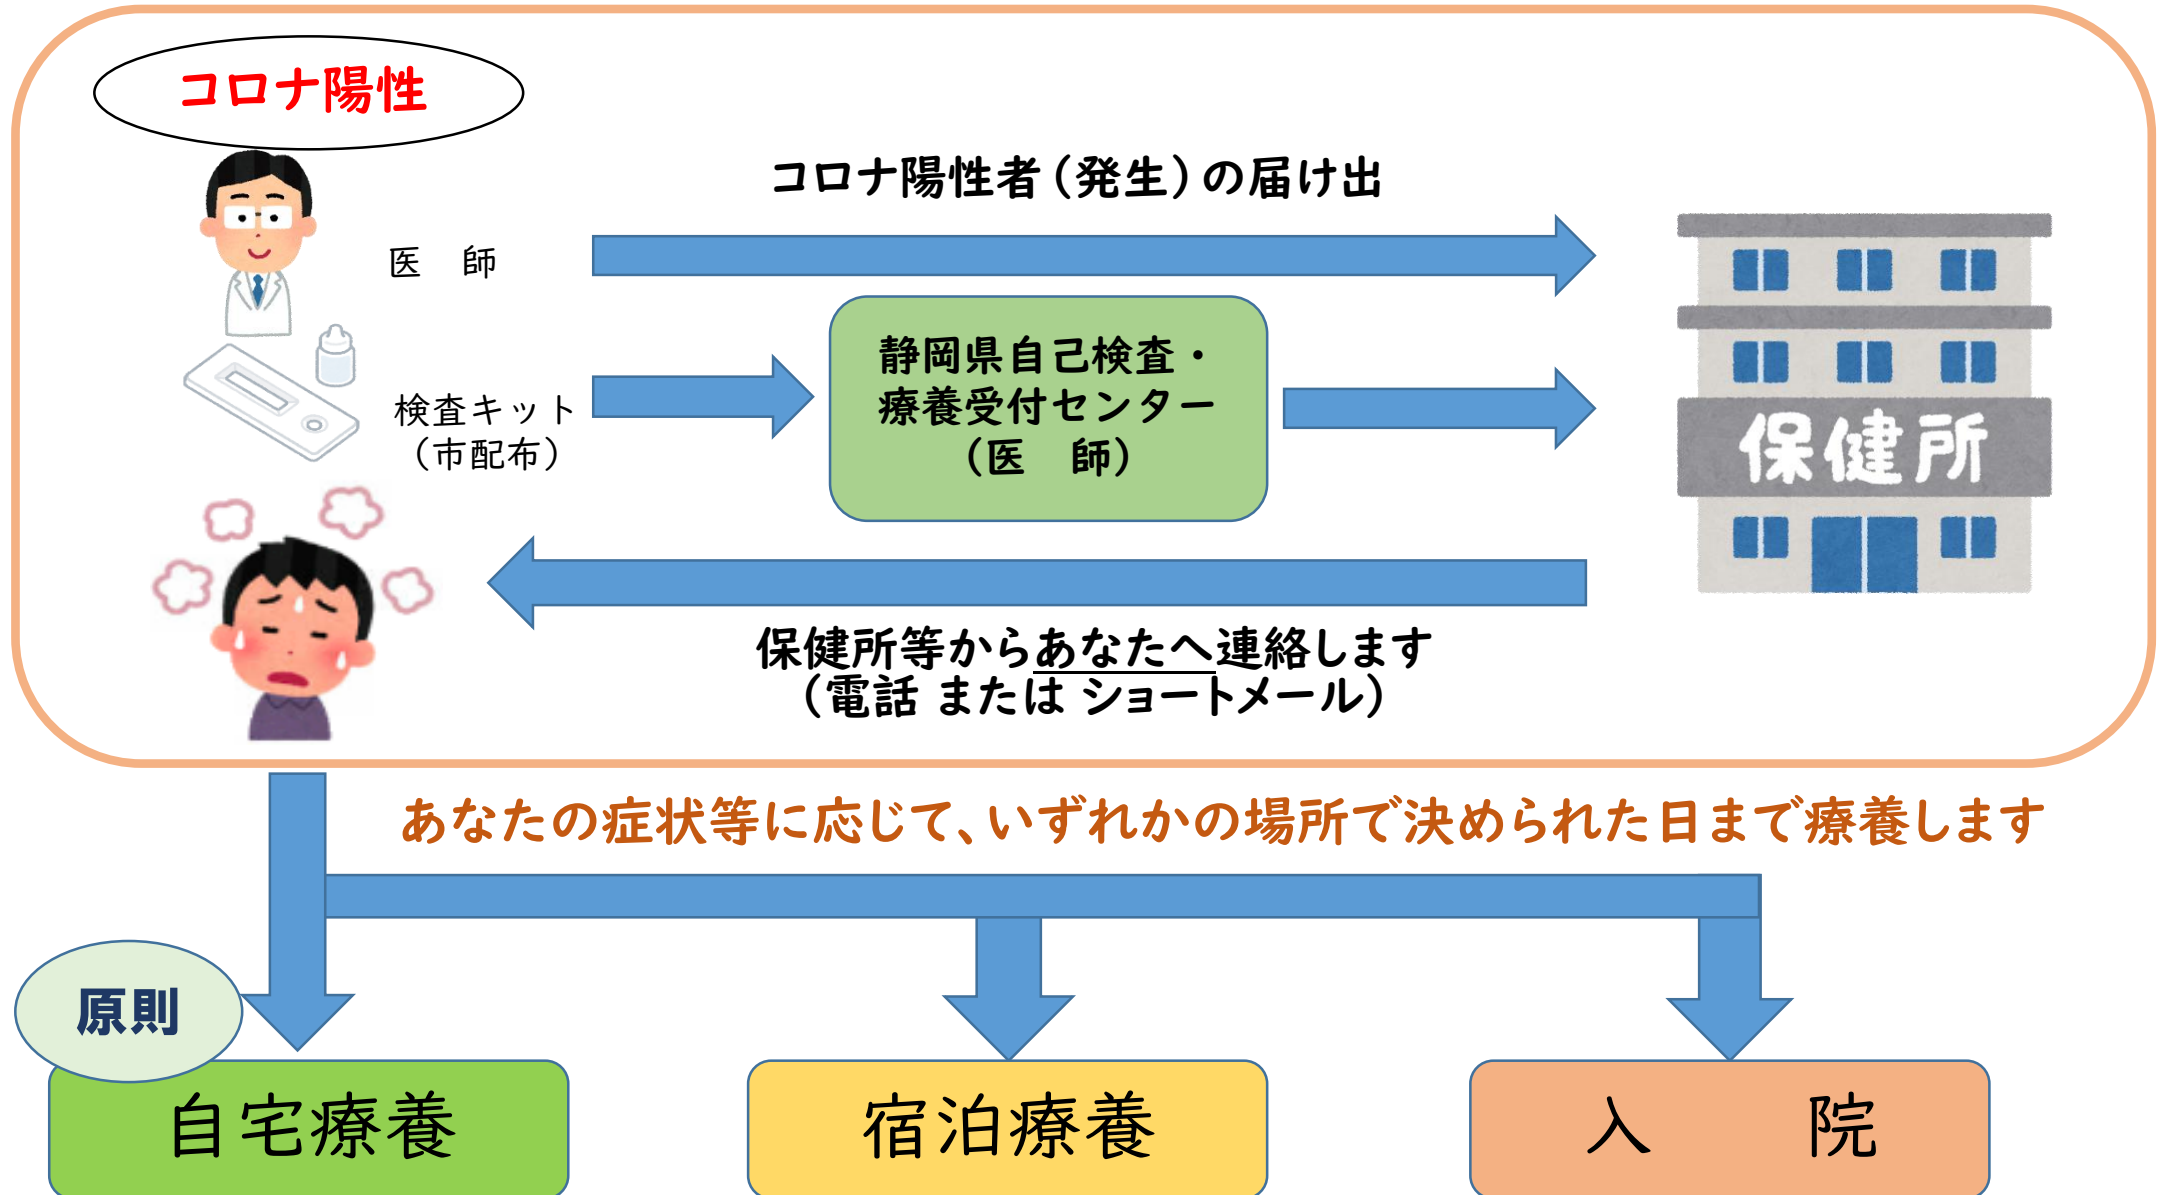 コロナ陽性
コロナ陽性者(発生)の届け出
医　師
静岡県自己検査・
療養受付センター
(医　師)
検査キット
(市配布)
保健所
保健所等からあなたへ連絡します
(電話 または ショートメール)
あなたの症状等に応じて、いずれかの場所で決められた日まで療養します
原則
自宅療養
宿泊療養
入　院